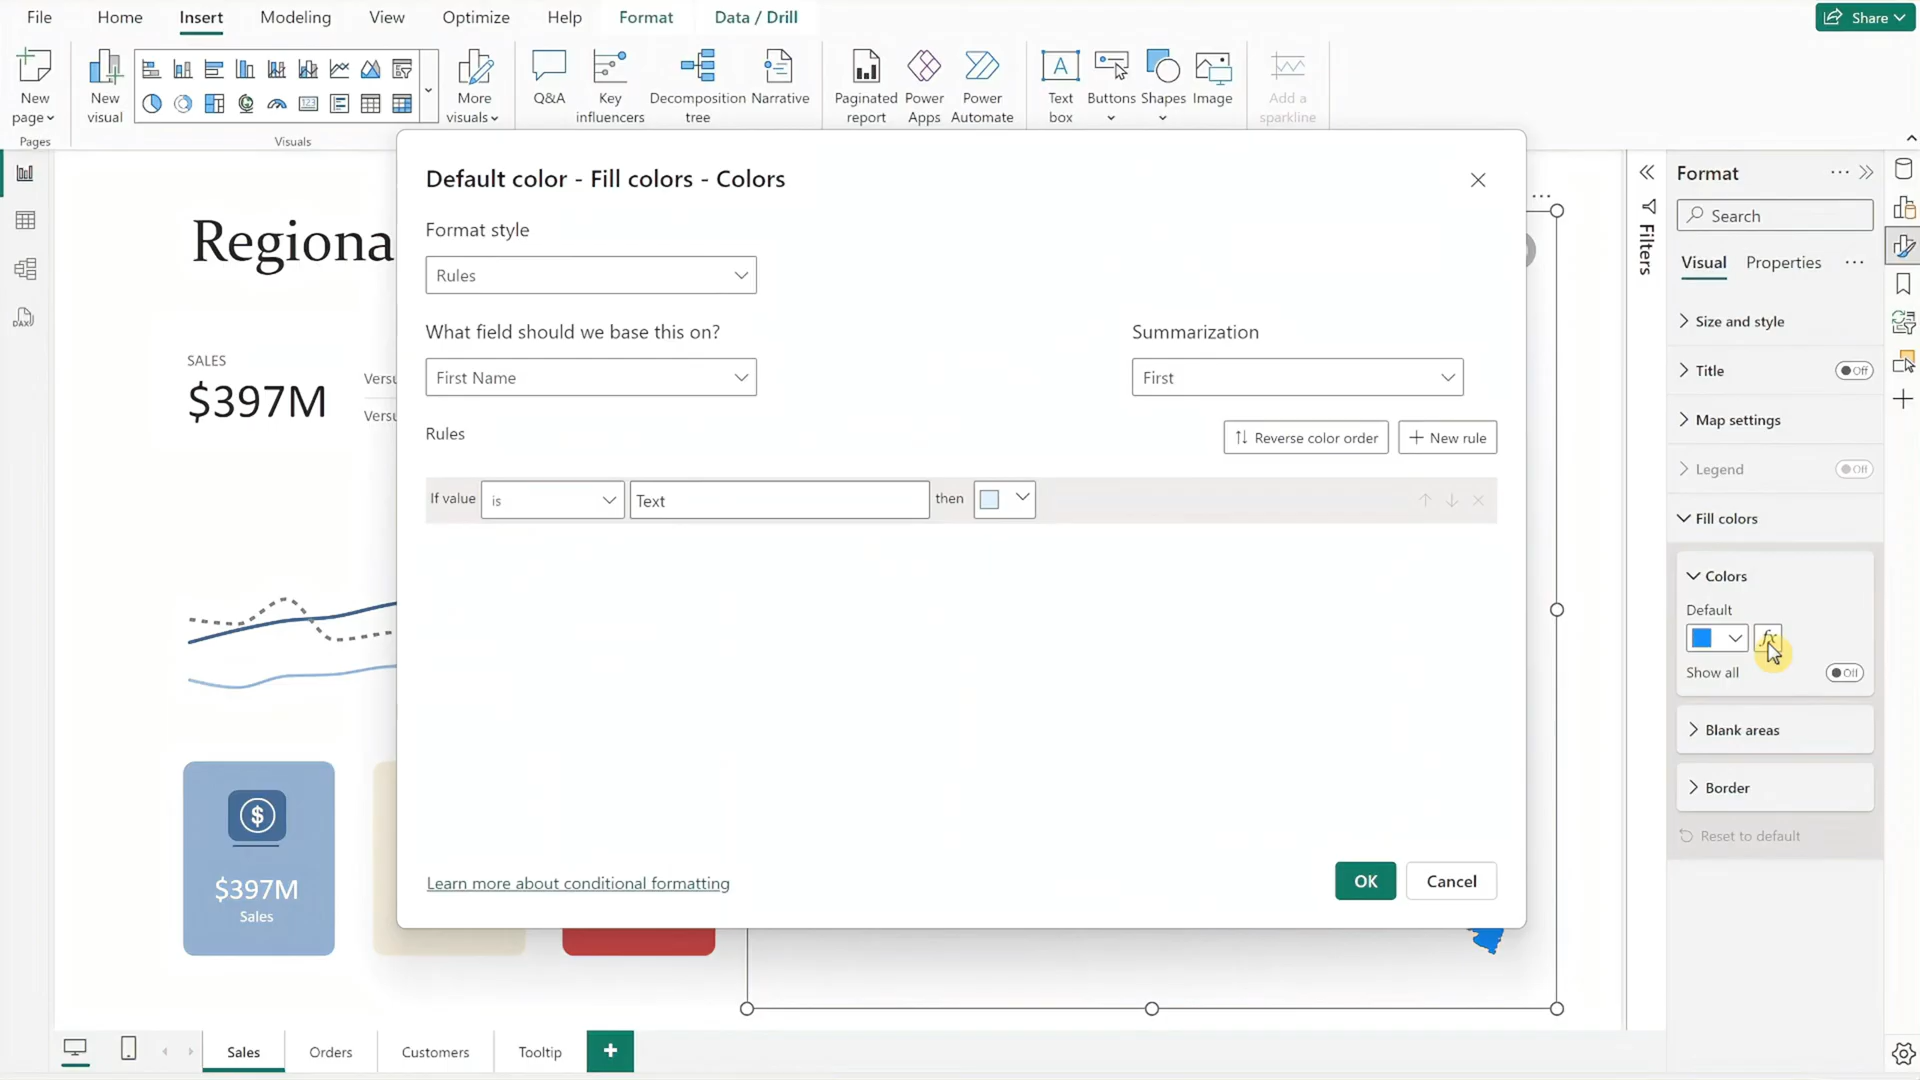 File Home Insert Modeling View Optimize Help Format Data / Drill Share
New page
New visual
More visuals
Q&A
Key influencers
Decomposition tree
Narrative
Paginated report
Power Apps
Power Automate
Text box
Buttons
Shapes
Image
Add a sparkline
Pages
Visuals
Regiona
SALES
$397M
Versu
Versu
$397M
Sales
Default color - Fill colors - Colors
Format style
Rules
What field should we base this on?
Summarization
First Name
First
Rules
Reverse color order
New rule
If value is Text then
Learn more about conditional formatting
OK
Cancel
Filters
Format
Search
Visual Properties
Size and style
Title Off
Map settings
Legend Off
Fill colors
Colors
Default
fx
Show all Off
Blank areas
Border
Reset to default
DAX
Sales Orders Customers Tooltip